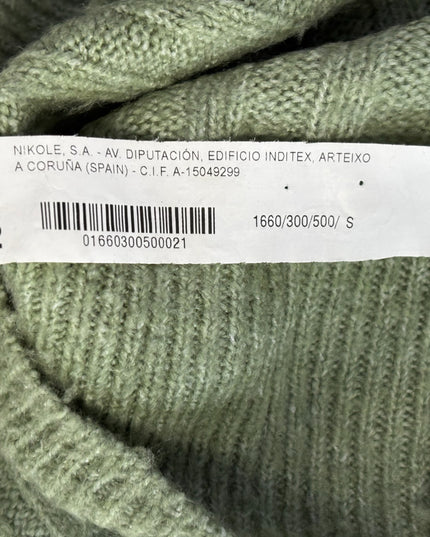 NIKOLE, S.A. - AV. DIPUTACIÓN, EDIFICIO INDITEX, ARTEIXO
A CORUÑA (SPAIN) - C.I.F. A-15049299
01660300500021
1660/300/500/ S